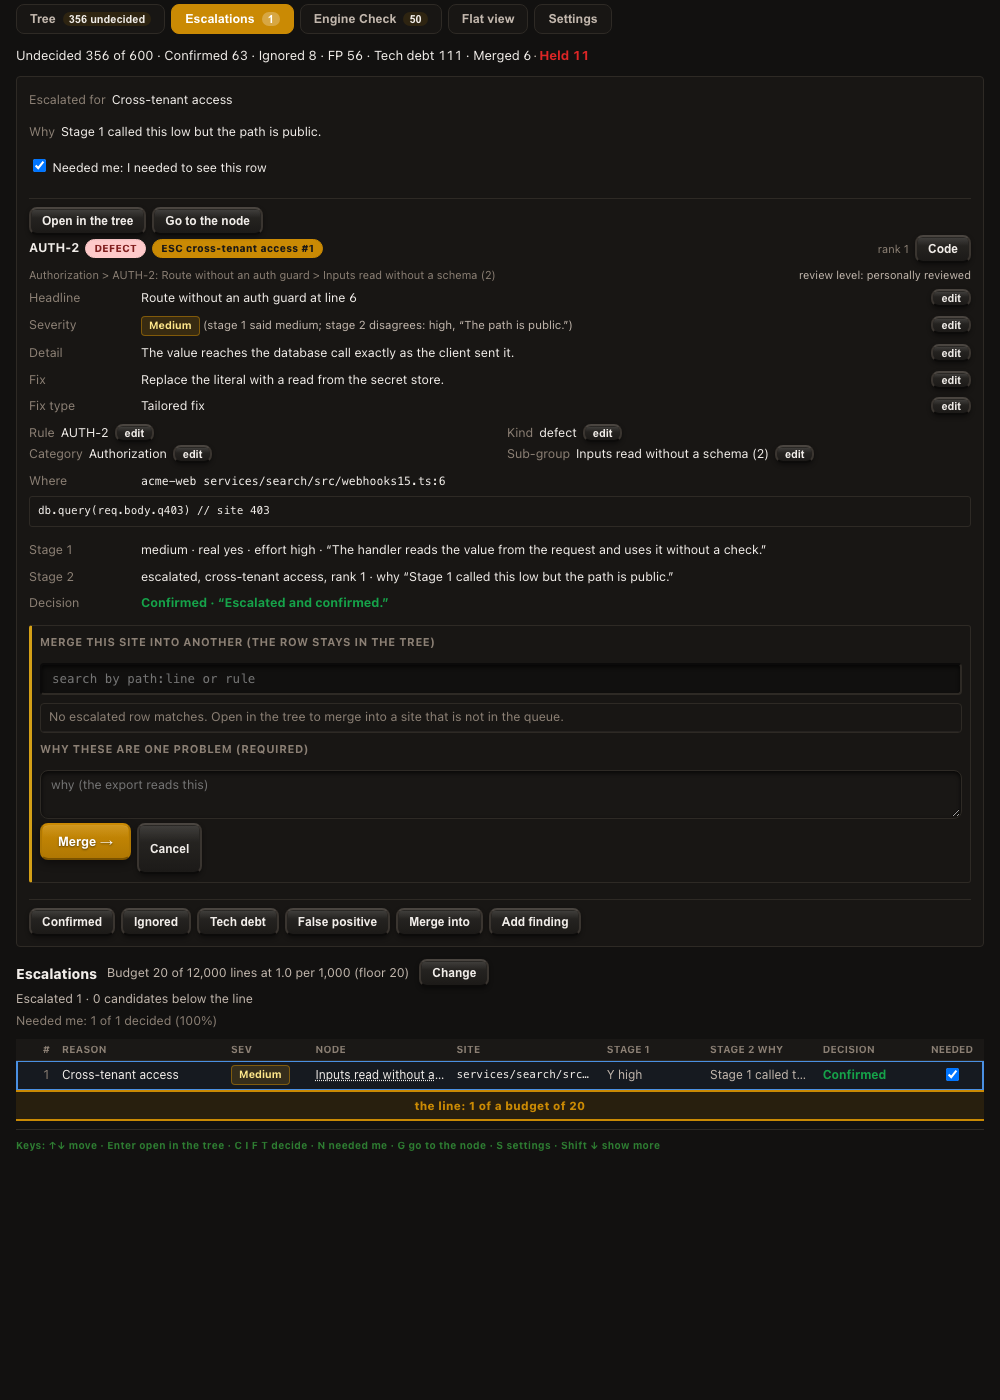 Tree 356 undecided Escalations 1 Engine Check 50 Flat view Settings
Undecided 356 of 600 · Confirmed 63 · Ignored 8 · FP 56 · Tech debt 111 · Merged 6 · Held 11
Escalated for Cross-tenant access
Why Stage 1 called this low but the path is public.
Needed me: I needed to see this row
Open in the tree Go to the node
AUTH-2 DEFECT ESC cross-tenant access #1 rank 1 Code
Authorization > AUTH-2: Route without an auth guard > Inputs read without a schema (2) review level: personally reviewed
Headline Route without an auth guard at line 6 edit
Severity Medium (stage 1 said medium; stage 2 disagrees: high, “The path is public.”) edit
Detail The value reaches the database call exactly as the client sent it. edit
Fix Replace the literal with a read from the secret store. edit
Fix type Tailored fix edit
Rule AUTH-2 edit Kind defect edit
Category Authorization edit Sub-group Inputs read without a schema (2) edit
Where acme-web services/search/src/webhooks15.ts:6
db.query(req.body.q403) // site 403
Stage 1 medium · real yes · effort high · “The handler reads the value from the request and uses it without a check.”
Stage 2 escalated, cross-tenant access, rank 1 · why “Stage 1 called this low but the path is public.”
Decision Confirmed · “Escalated and confirmed.”
MERGE THIS SITE INTO ANOTHER (THE ROW STAYS IN THE TREE)
search by path:line or rule
No escalated row matches. Open in the tree to merge into a site that is not in the queue.
WHY THESE ARE ONE PROBLEM (REQUIRED)
why (the export reads this)
Merge → Cancel
Confirmed Ignored Tech debt False positive Merge into Add finding
Escalations Budget 20 of 12,000 lines at 1.0 per 1,000 (floor 20) Change
Escalated 1 · 0 candidates below the line
Needed me: 1 of 1 decided (100%)
# REASON SEV NODE SITE STAGE 1 STAGE 2 WHY DECISION NEEDED
1 Cross-tenant access Medium Inputs read without a... services/search/src... Y high Stage 1 called t... Confirmed
the line: 1 of a budget of 20
Keys: ↑↓ move · Enter open in the tree · C I F T decide · N needed me · G go to the node · S settings · Shift ↓ show more